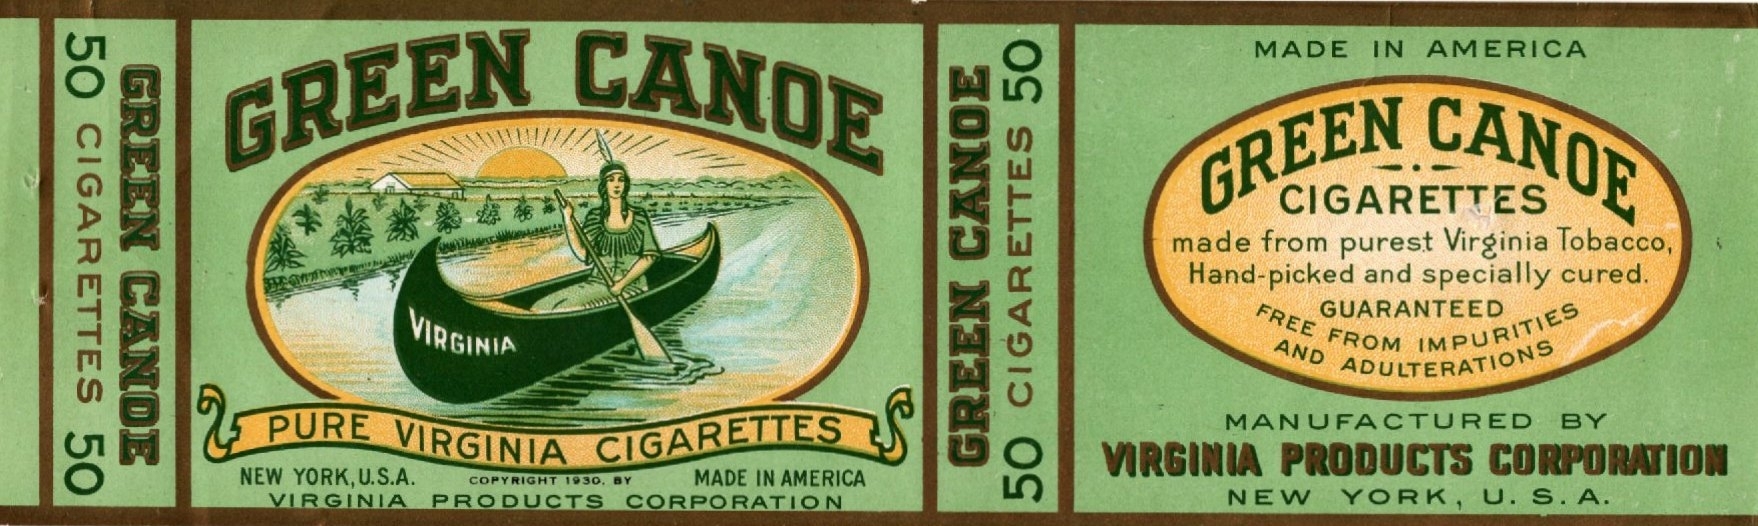 50 CIGARETTES 50
GREEN CANOE
GREEN CANOE
VIRGINIA
PURE VIRGINIA CIGARETTES
NEW YORK, U.S.A.
COPYRIGHT 1930. BY
MADE IN AMERICA
VIRGINIA PRODUCTS CORPORATION
GREEN CANOE
50 CIGARETTES 50
MADE IN AMERICA
GREEN CANOE
CIGARETTES
made from purest Virginia Tobacco,
Hand-picked and specially cured.
GUARANTEED
FREE FROM IMPURITIES
AND ADULTERATIONS
MANUFACTURED BY
VIRGINIA PRODUCTS CORPORATION
NEW YORK, U.S.A.